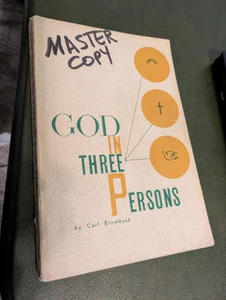 MASTER
COPY
GOD
IN
THREE
PERSONS
by Carl Brumback